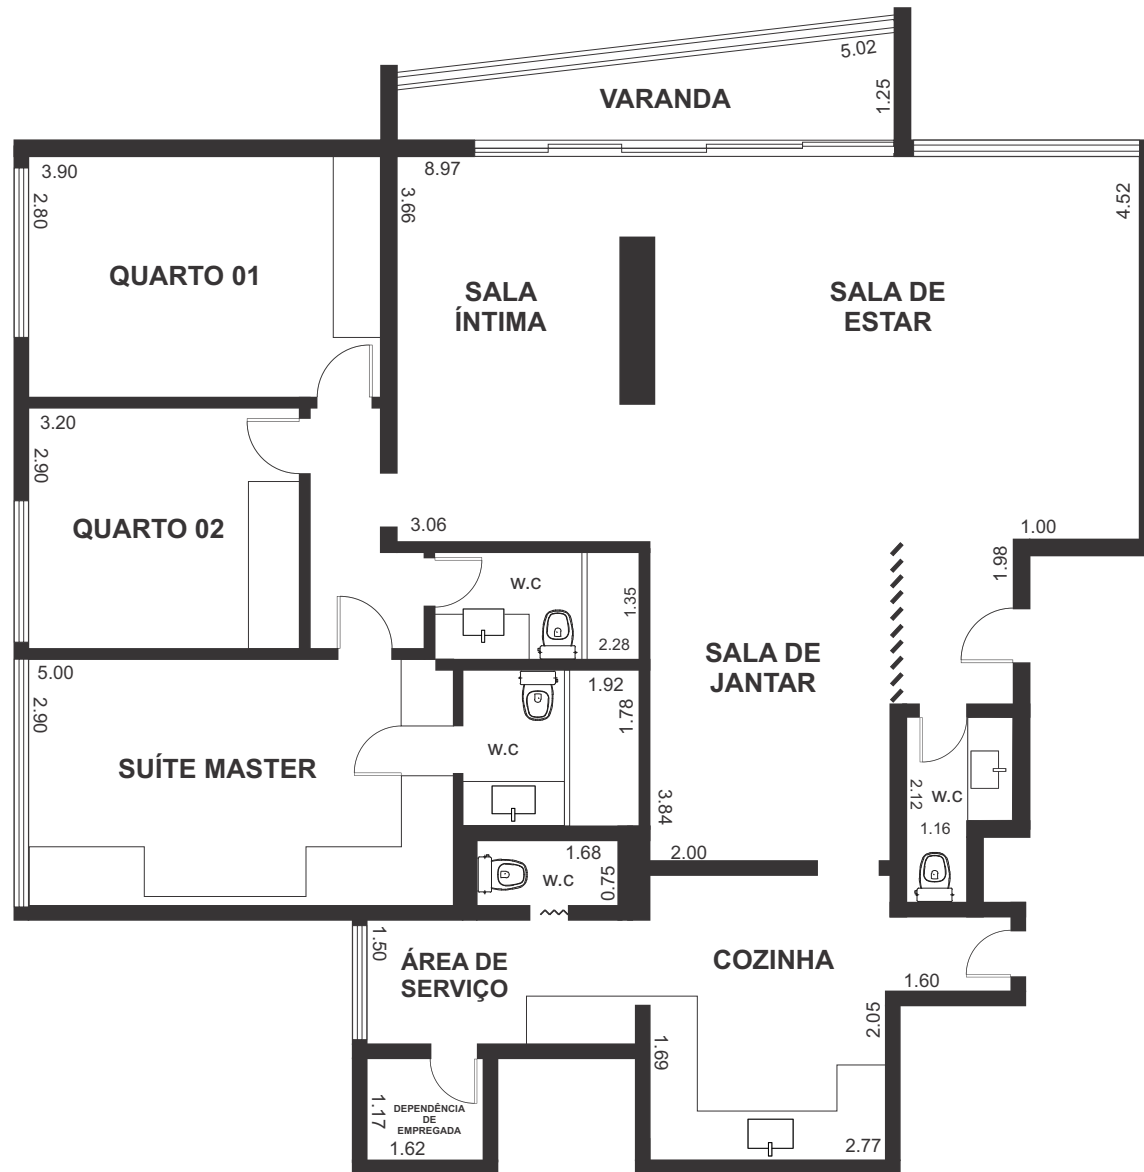 5.02
VARANDA
1.25
3.90
2.80
8.97
3.66
4.52
QUARTO 01
SALA
ÍNTIMA
SALA DE
ESTAR
3.20
2.90
QUARTO 02
3.06
1.00
1.98
W.C
1.35
2.28
SALA DE
JANTAR
5.00
2.90
SUÍTE MASTER
1.92
1.78
W.C
3.84
2.00
2.12
W.C
1.16
1.68
0.75
W.C
1.50
ÁREA DE
SERVIÇO
COZINHA
1.60
2.05
1.69
2.77
1.17
DEPENDÊNCIA
DE
EMPREGADA
1.62